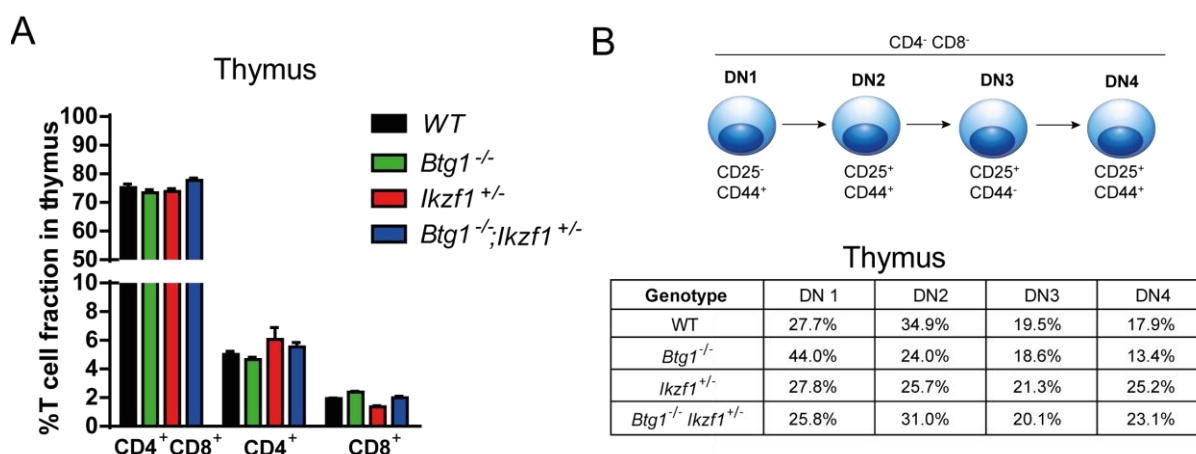 A
Thymus
%T cell fraction in thymus
100
90
80
70
60
50
10
8
6
4
2
0
CD4⁺CD8⁺ CD4⁺ CD8⁺
WT
Btg1⁻/⁻
Ikzf1⁺/⁻
Btg1⁻/⁻;Ikzf1⁺/⁻
B
CD4⁻ CD8⁻
DN1 DN2 DN3 DN4
CD25⁻ CD25⁺ CD25⁺ CD25⁺
CD44⁺ CD44⁺ CD44⁻ CD44⁺
Thymus
Genotype DN 1 DN2 DN3 DN4
WT 27.7% 34.9% 19.5% 17.9%
Btg1⁻/⁻ 44.0% 24.0% 18.6% 13.4%
Ikzf1⁺/⁻ 27.8% 25.7% 21.3% 25.2%
Btg1⁻/⁻ Ikzf1⁺/⁻ 25.8% 31.0% 20.1% 23.1%